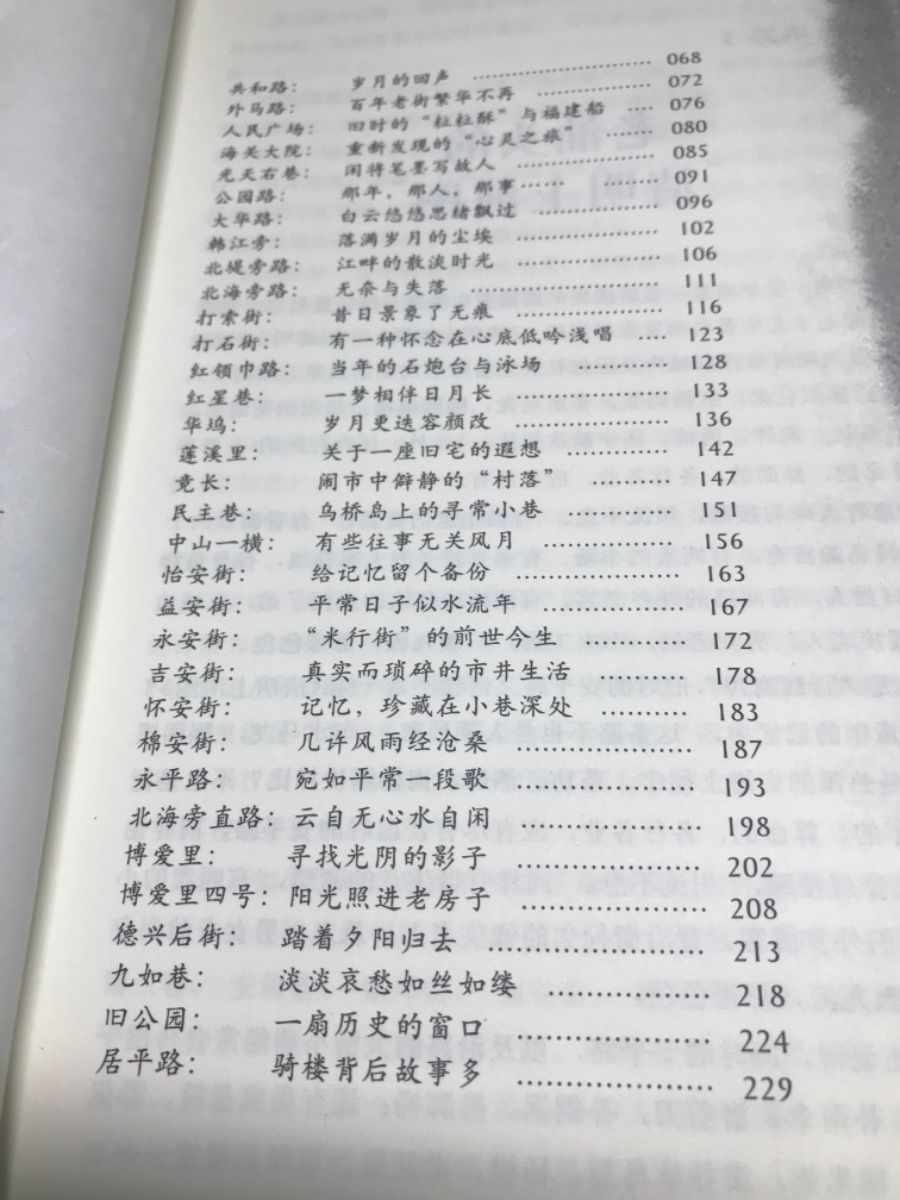 共和路： 岁月的回声 ………………… 068
外马路： 百年老街繁华不再 ………… 072
人民广场： 旧时的“粒粒酥”与福建船 …… 076
海关大院： 重新发现的“心灵之旅” ……… 080
光天右巷： 闲将笔墨写故人 …………… 085
公园路： 那年，那人，那事…… ………… 091
大华路： 白云悠悠思绪飘过 ………… 096
韩江旁： 落满岁月的尘埃 …………… 102
北堤旁路： 江畔的散淡时光 …………… 106
北海旁路： 无奈与失落 ………………… 111
打索街： 昔日景象了无痕 …………… 116
打石街： 有一种怀念在心底低吟浅唱 …… 123
红领巾路： 当年的石炮台与泳场 ……… 128
红星巷： 一梦相伴日月长 …………… 133
华坞： 岁月更迭容颜改 …………… 136
莲溪里： 关于一座旧宅的遐想 ……… 142
竞长： 闹市中僻静的“村落” ……… 147
民主巷： 乌桥岛上的寻常小巷 ……… 151
中山一横： 有些往事无关风月 ………… 156
怡安街： 给记忆留个备份 …………… 163
益安街： 平常日子似水流年 ………… 167
永安街： “米行街”的前世今生 ……… 172
吉安街： 真实而琐碎的市井生活 ……… 178
怀安街： 记忆，珍藏在小巷深处 ……… 183
棉安街： 几许风雨经沧桑 …………… 187
永平路： 宛如平常一段歌 …………… 193
北海旁直路：云自无心水自闲 …………… 198
博爱里： 寻找光阴的影子 …………… 202
博爱里四号：阳光照进老房子 …………… 208
德兴后街： 踏着夕阳归去 ……………… 213
九如巷： 淡淡哀愁如丝如缕 ………… 218
旧公园： 一扇历史的窗口 …………… 224
居平路： 骑楼背后故事多 …………… 229